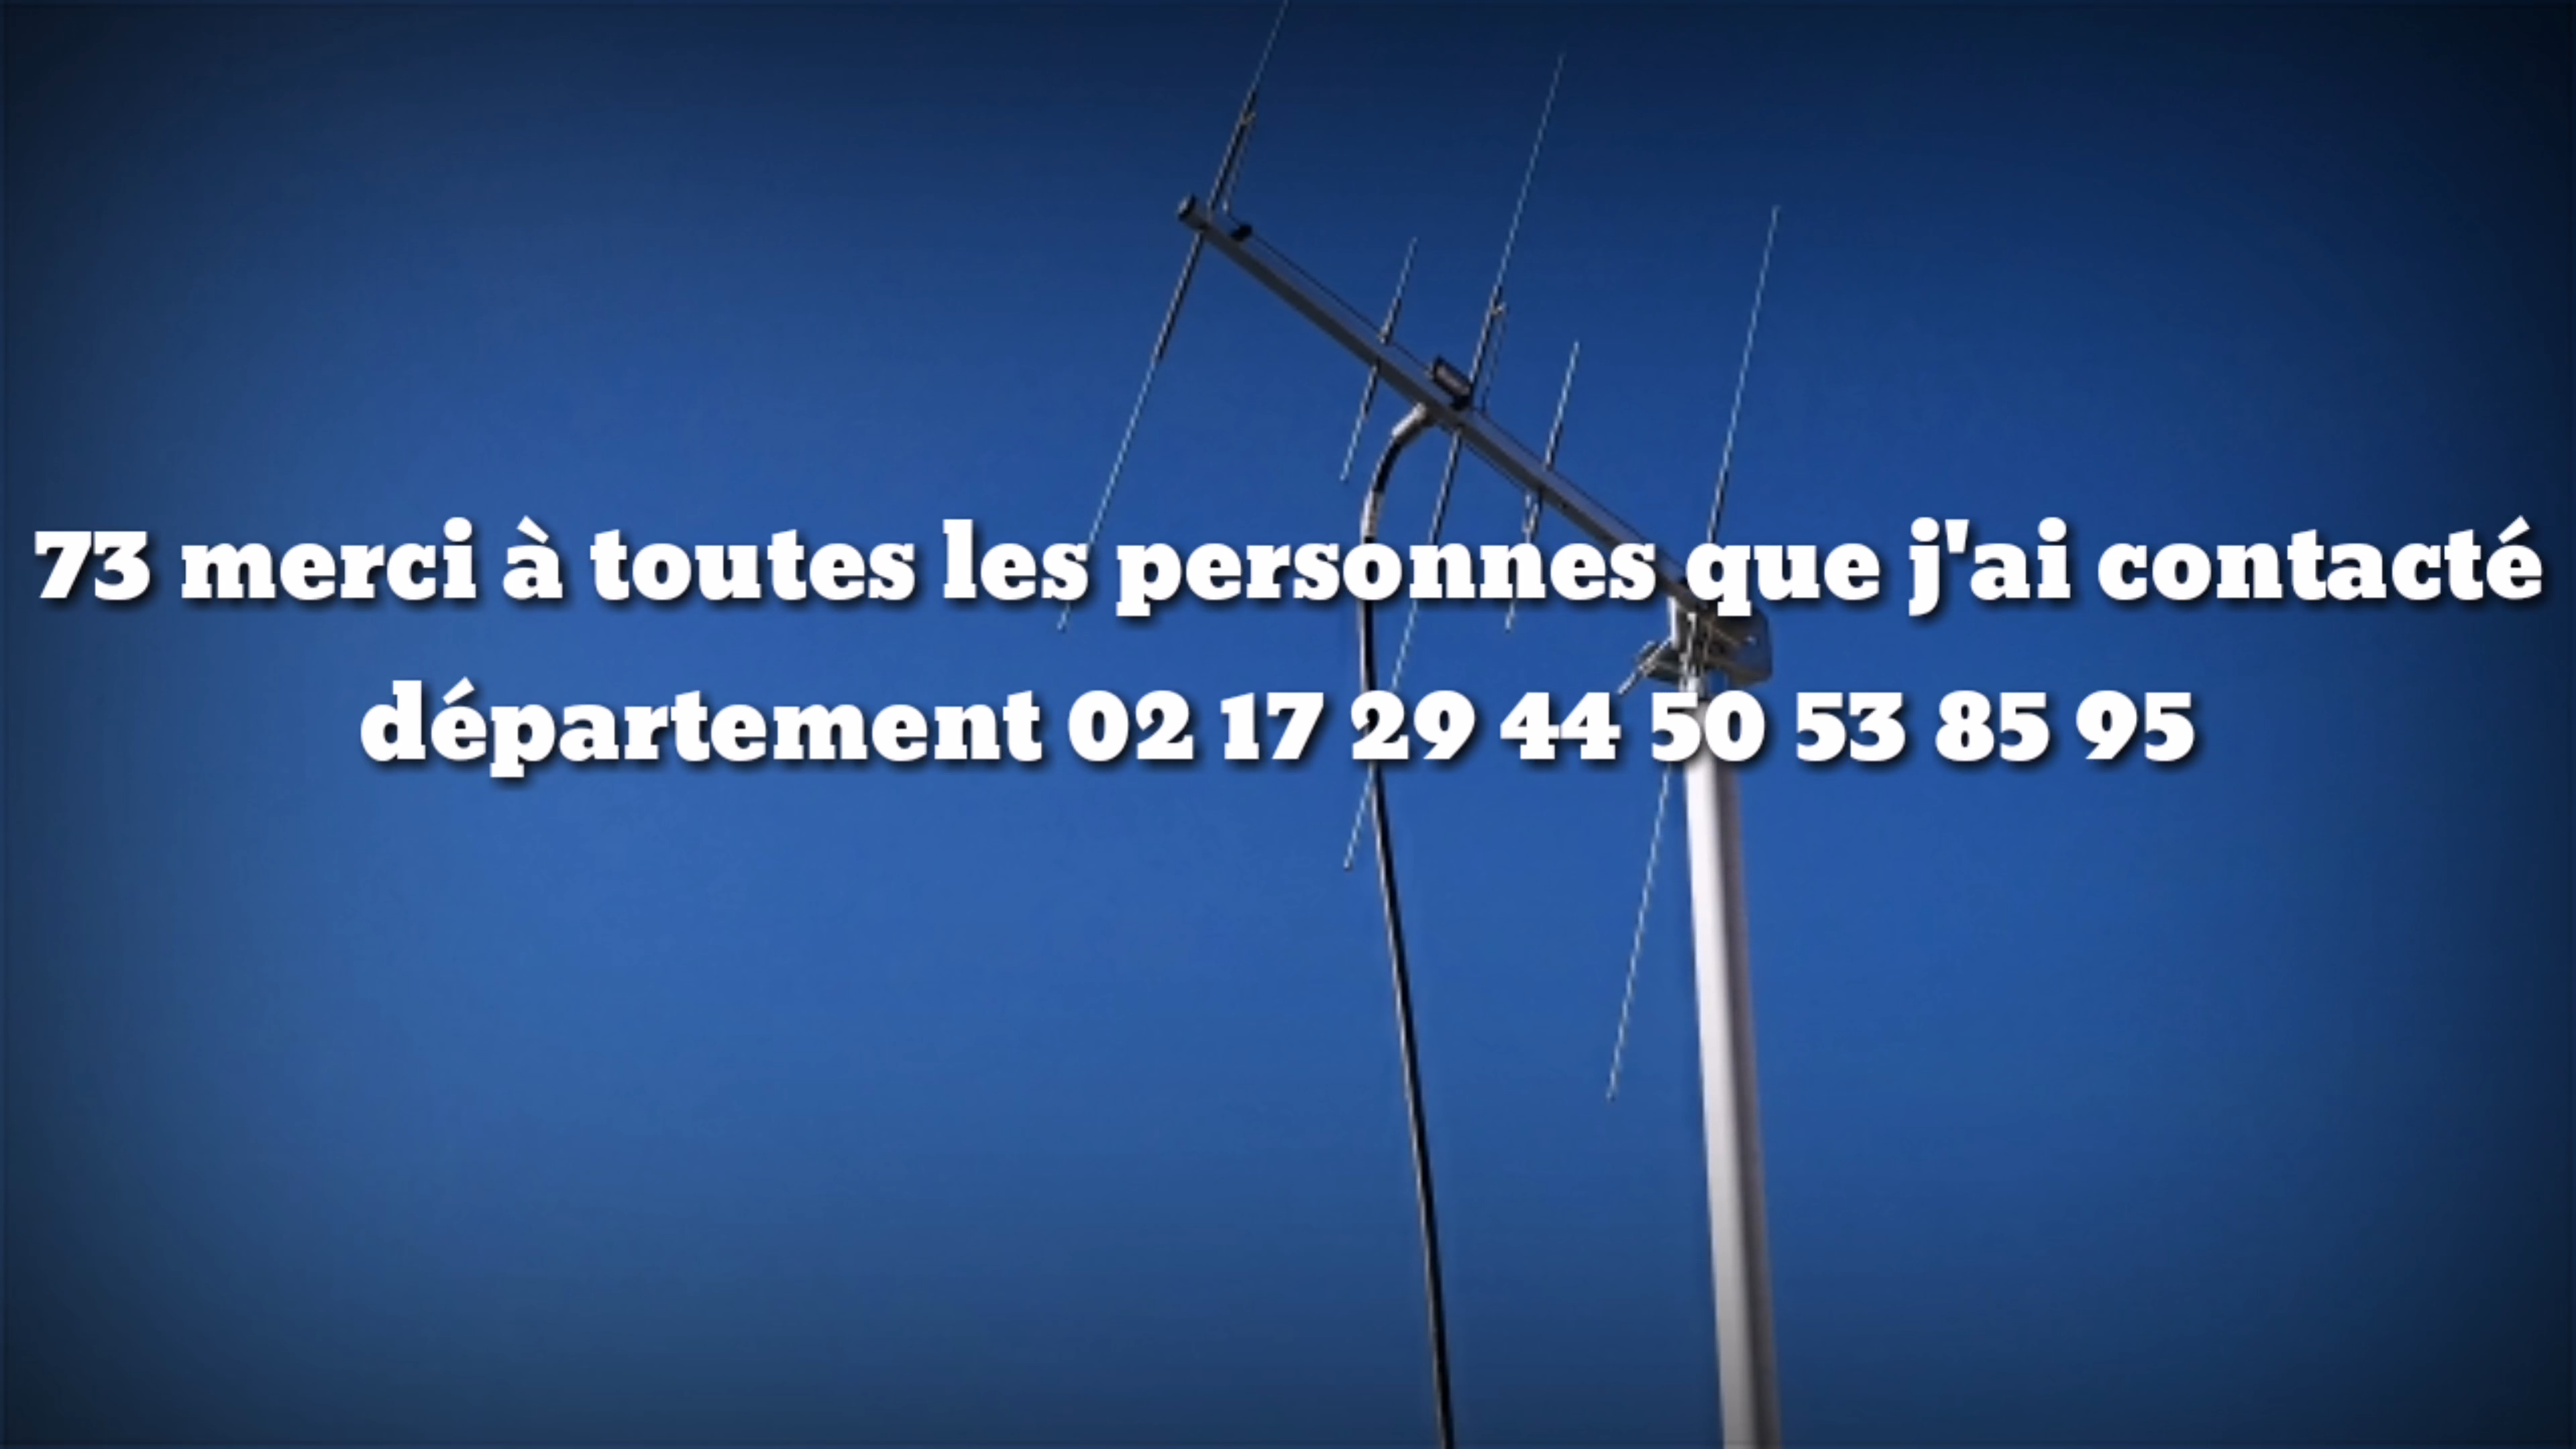 73 merci à toutes les personnes que j'ai contacté
département 02 17 29 44 50 53 85 95